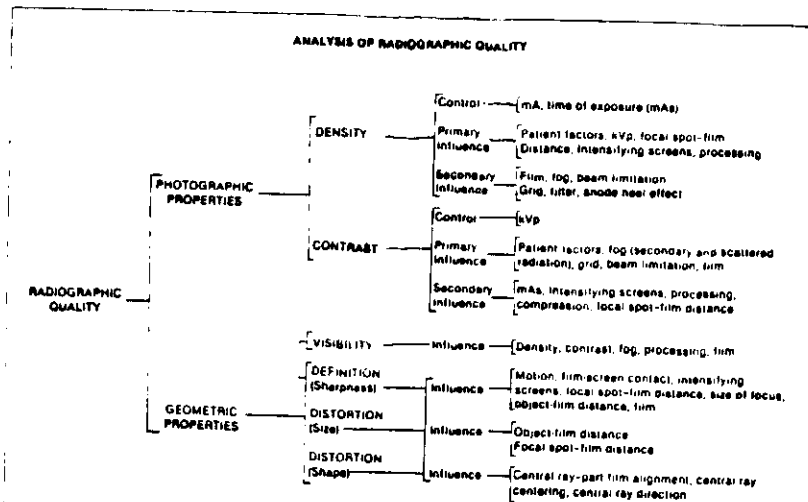 ANALYSIS OF RADIOGRAPHIC QUALITY
RADIOGRAPHIC
QUALITY
PHOTOGRAPHIC
PROPERTIES
DENSITY
Control
mA, time of exposure (mAs)
Primary
Influence
Patient factors, kVp, focal spot-film
Distance, intensifying screens, processing
Secondary
Influence
Film, fog, beam limitation
Grid, filter, anode heel effect
CONTRAST
Control
kVp
Primary
Influence
Patient factors, fog (secondary and scattered
radiation), grid, beam limitation, film
Secondary
Influence
mAs, intensifying screens, processing,
compression, focal spot-film distance
GEOMETRIC
PROPERTIES
VISIBILITY
Influence
Density, contrast, fog, processing, film
DEFINITION
(Sharpness)
Influence
Motion, film-screen contact, intensifying
screens, focal spot-film distance, size of focus,
object-film distance, film
DISTORTION
(Size)
Influence
Object-film distance
Focal spot-film distance
DISTORTION
(Shape)
Influence
Central ray-part film alignment, central ray
centering, central ray direction